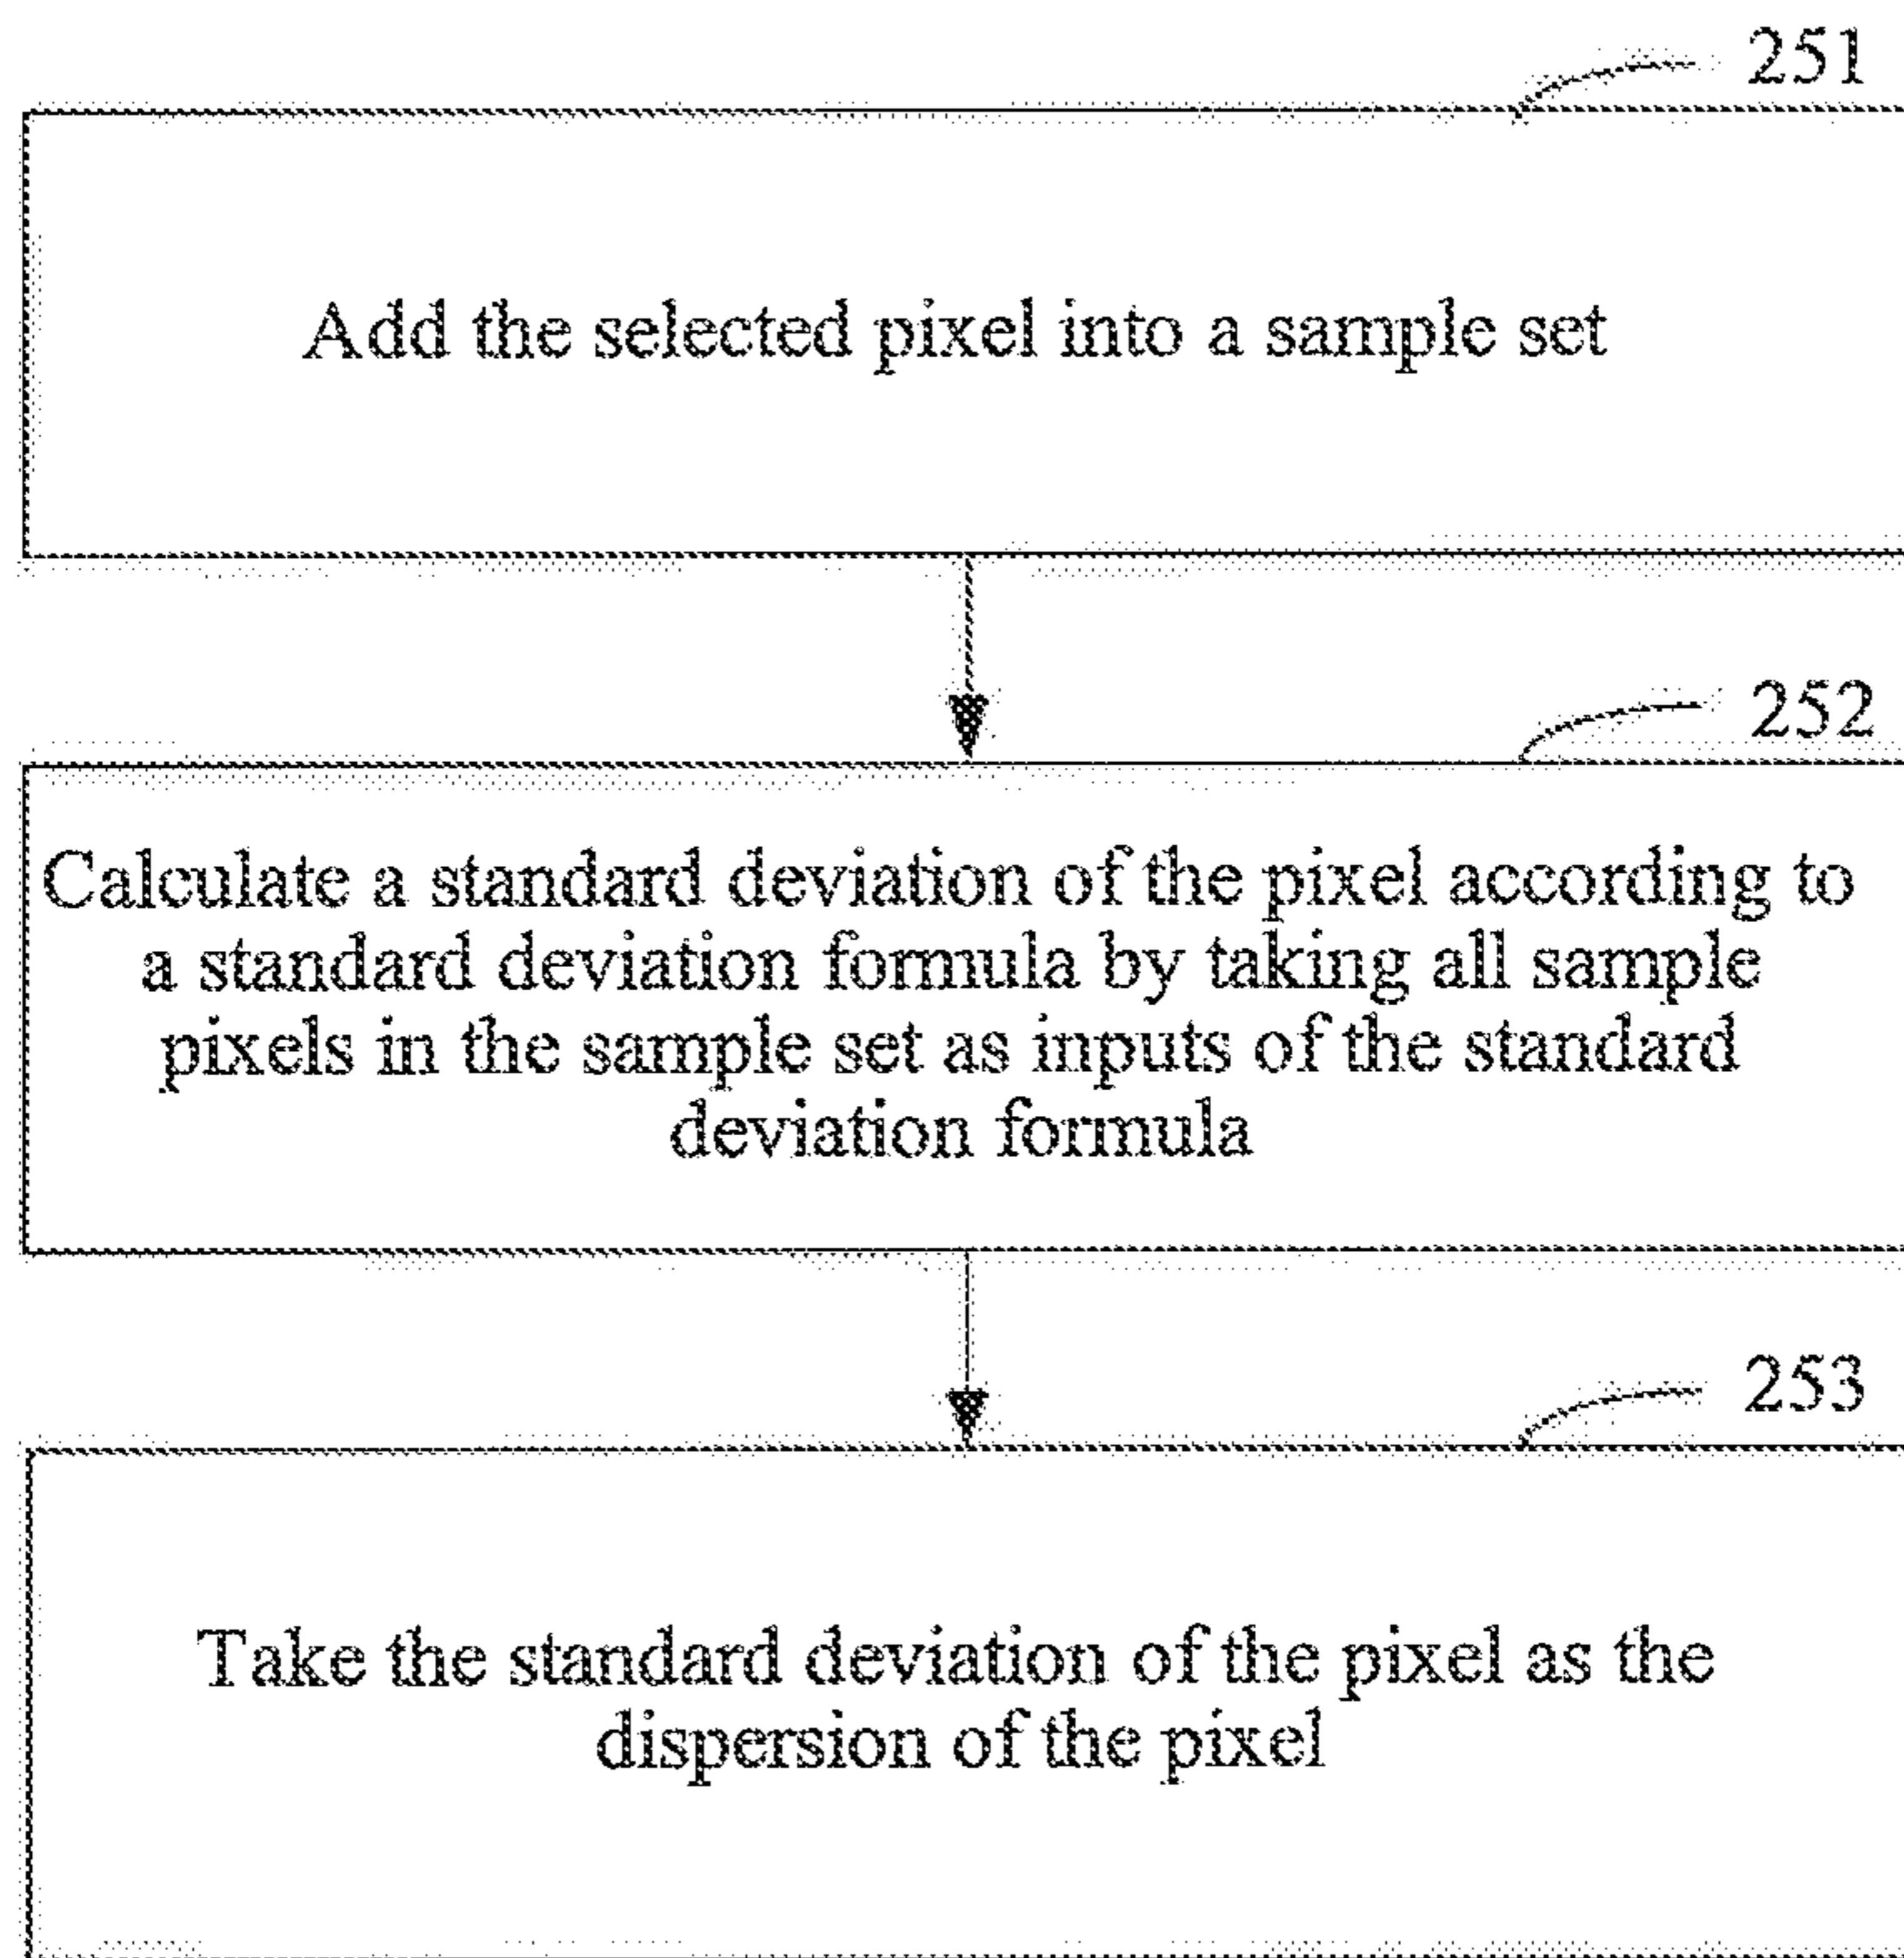 251
Add the selected pixel into a sample set
252
Calculate a standard deviation of the pixel according to
a standard deviation formula by taking all sample
pixels in the sample set as inputs of the standard
deviation formula
253
Take the standard deviation of the pixel as the
dispersion of the pixel